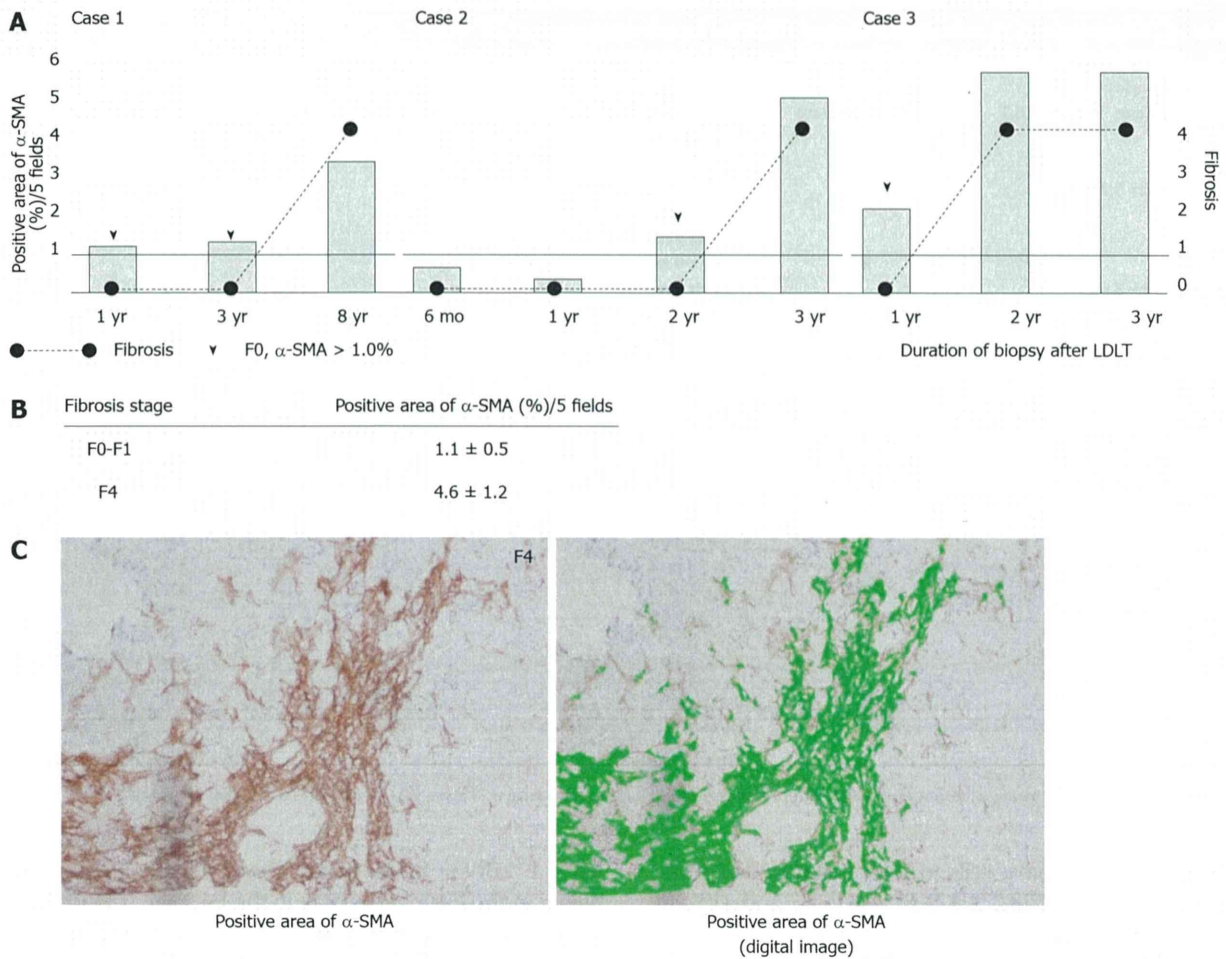 A
Case 1
Case 2
Case 3
Positive area of α-SMA
(%)/5 fields
6
5
4
3
2
1
4
3
2
1
0
Fibrosis
1 yr
3 yr
8 yr
6 mo
1 yr
2 yr
3 yr
1 yr
2 yr
3 yr
Fibrosis
F0, α-SMA > 1.0%
Duration of biopsy after LDLT
B
Fibrosis stage
Positive area of α-SMA (%)/5 fields
F0-F1
1.1 ± 0.5
F4
4.6 ± 1.2
C
F4
Positive area of α-SMA
Positive area of α-SMA
(digital image)